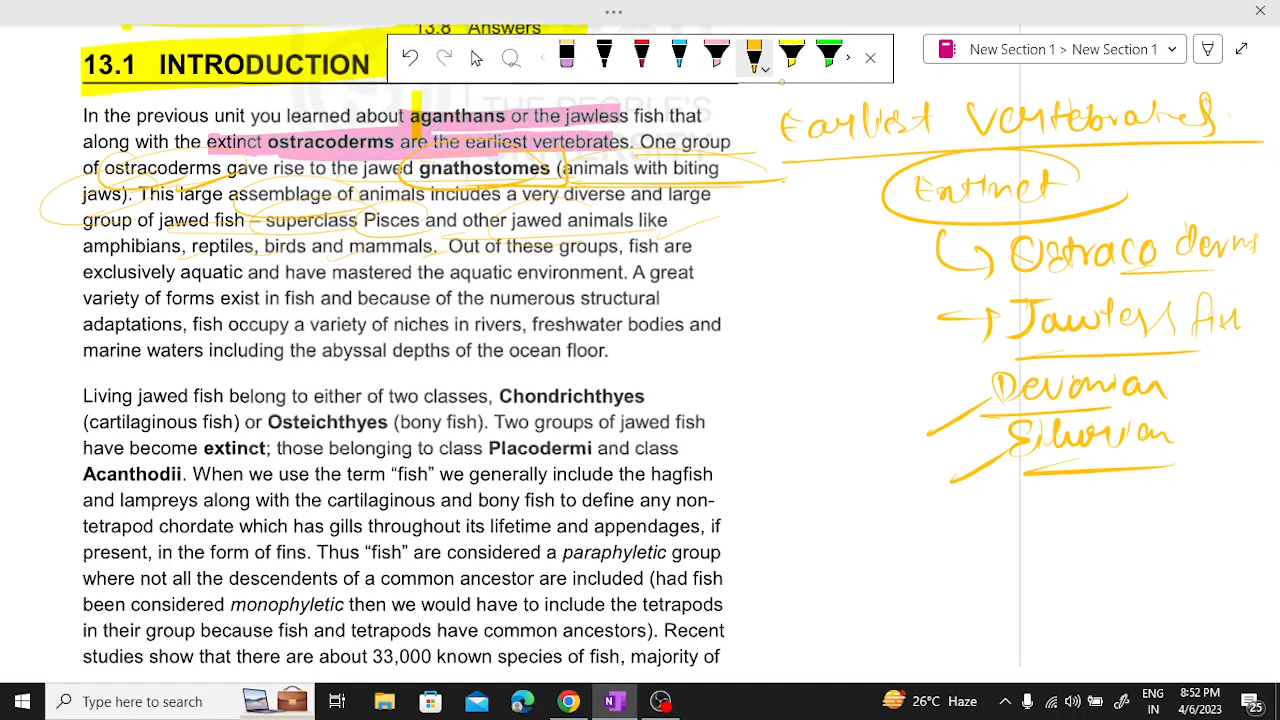 13.8 Answers
13.1 INTRODUCTION
New Section 1 > New Section 1
THE PEOPLE'S
In the previous unit you learned about aganthans or the jawless fish that
along with the extinct ostracoderms are the earliest vertebrates. One group
of ostracoderms gave rise to the jawed gnathostomes (animals with biting
jaws). This large assemblage of animals includes a very diverse and large
group of jawed fish – superclass Pisces and other jawed animals like
amphibians, reptiles, birds and mammals. Out of these groups, fish are
exclusively aquatic and have mastered the aquatic environment. A great
variety of forms exist in fish and because of the numerous structural
adaptations, fish occupy a variety of niches in rivers, freshwater bodies and
marine waters including the abyssal depths of the ocean floor.
Living jawed fish belong to either of two classes, Chondrichthyes
(cartilaginous fish) or Osteichthyes (bony fish). Two groups of jawed fish
have become extinct; those belonging to class Placodermi and class
Acanthodii. When we use the term “fish” we generally include the hagfish
and lampreys along with the cartilaginous and bony fish to define any non-
tetrapod chordate which has gills throughout its lifetime and appendages, if
present, in the form of fins. Thus “fish” are considered a paraphyletic group
where not all the descendents of a common ancestor are included (had fish
been considered monophyletic then we would have to include the tetrapods
in their group because fish and tetrapods have common ancestors). Recent
studies show that there are about 33,000 known species of fish, majority of
Earliest vertebrates
Extinct
Ostraco derms
Jawless fish
Devonian
Silurian
Type here to search
26°C Haze
ENG
IN
8:52 PM
4/6/2023
25